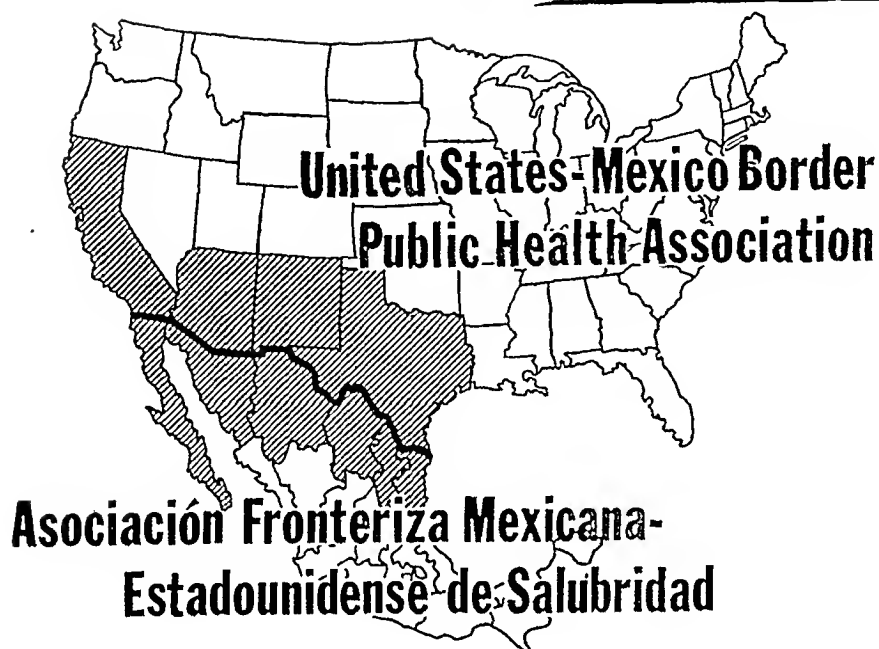 United States-Mexico Border
Public Health Association
Asociación Fronteriza Mexicana-
Estadounidense de Salubridad